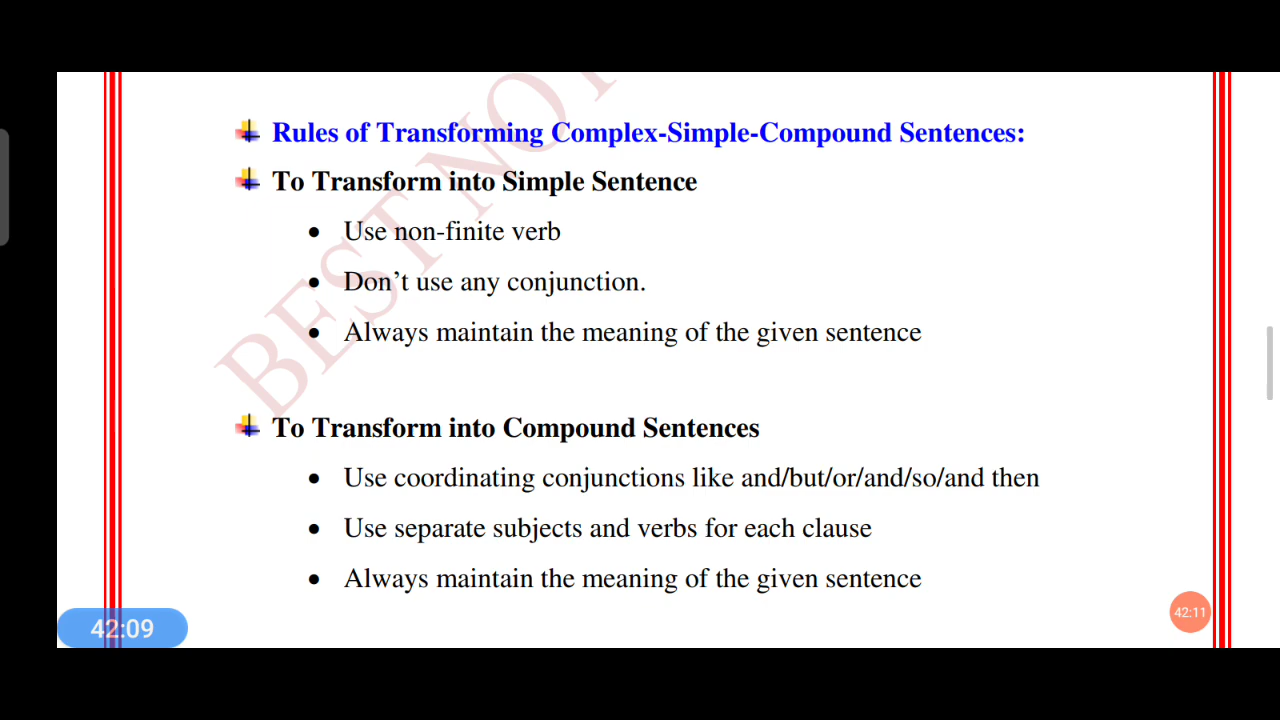 BEST NOT
Rules of Transforming Complex-Simple-Compound Sentences:
To Transform into Simple Sentence
• Use non-finite verb
• Don’t use any conjunction.
• Always maintain the meaning of the given sentence
To Transform into Compound Sentences
• Use coordinating conjunctions like and/but/or/and/so/and then
• Use separate subjects and verbs for each clause
• Always maintain the meaning of the given sentence
42:09
42:11